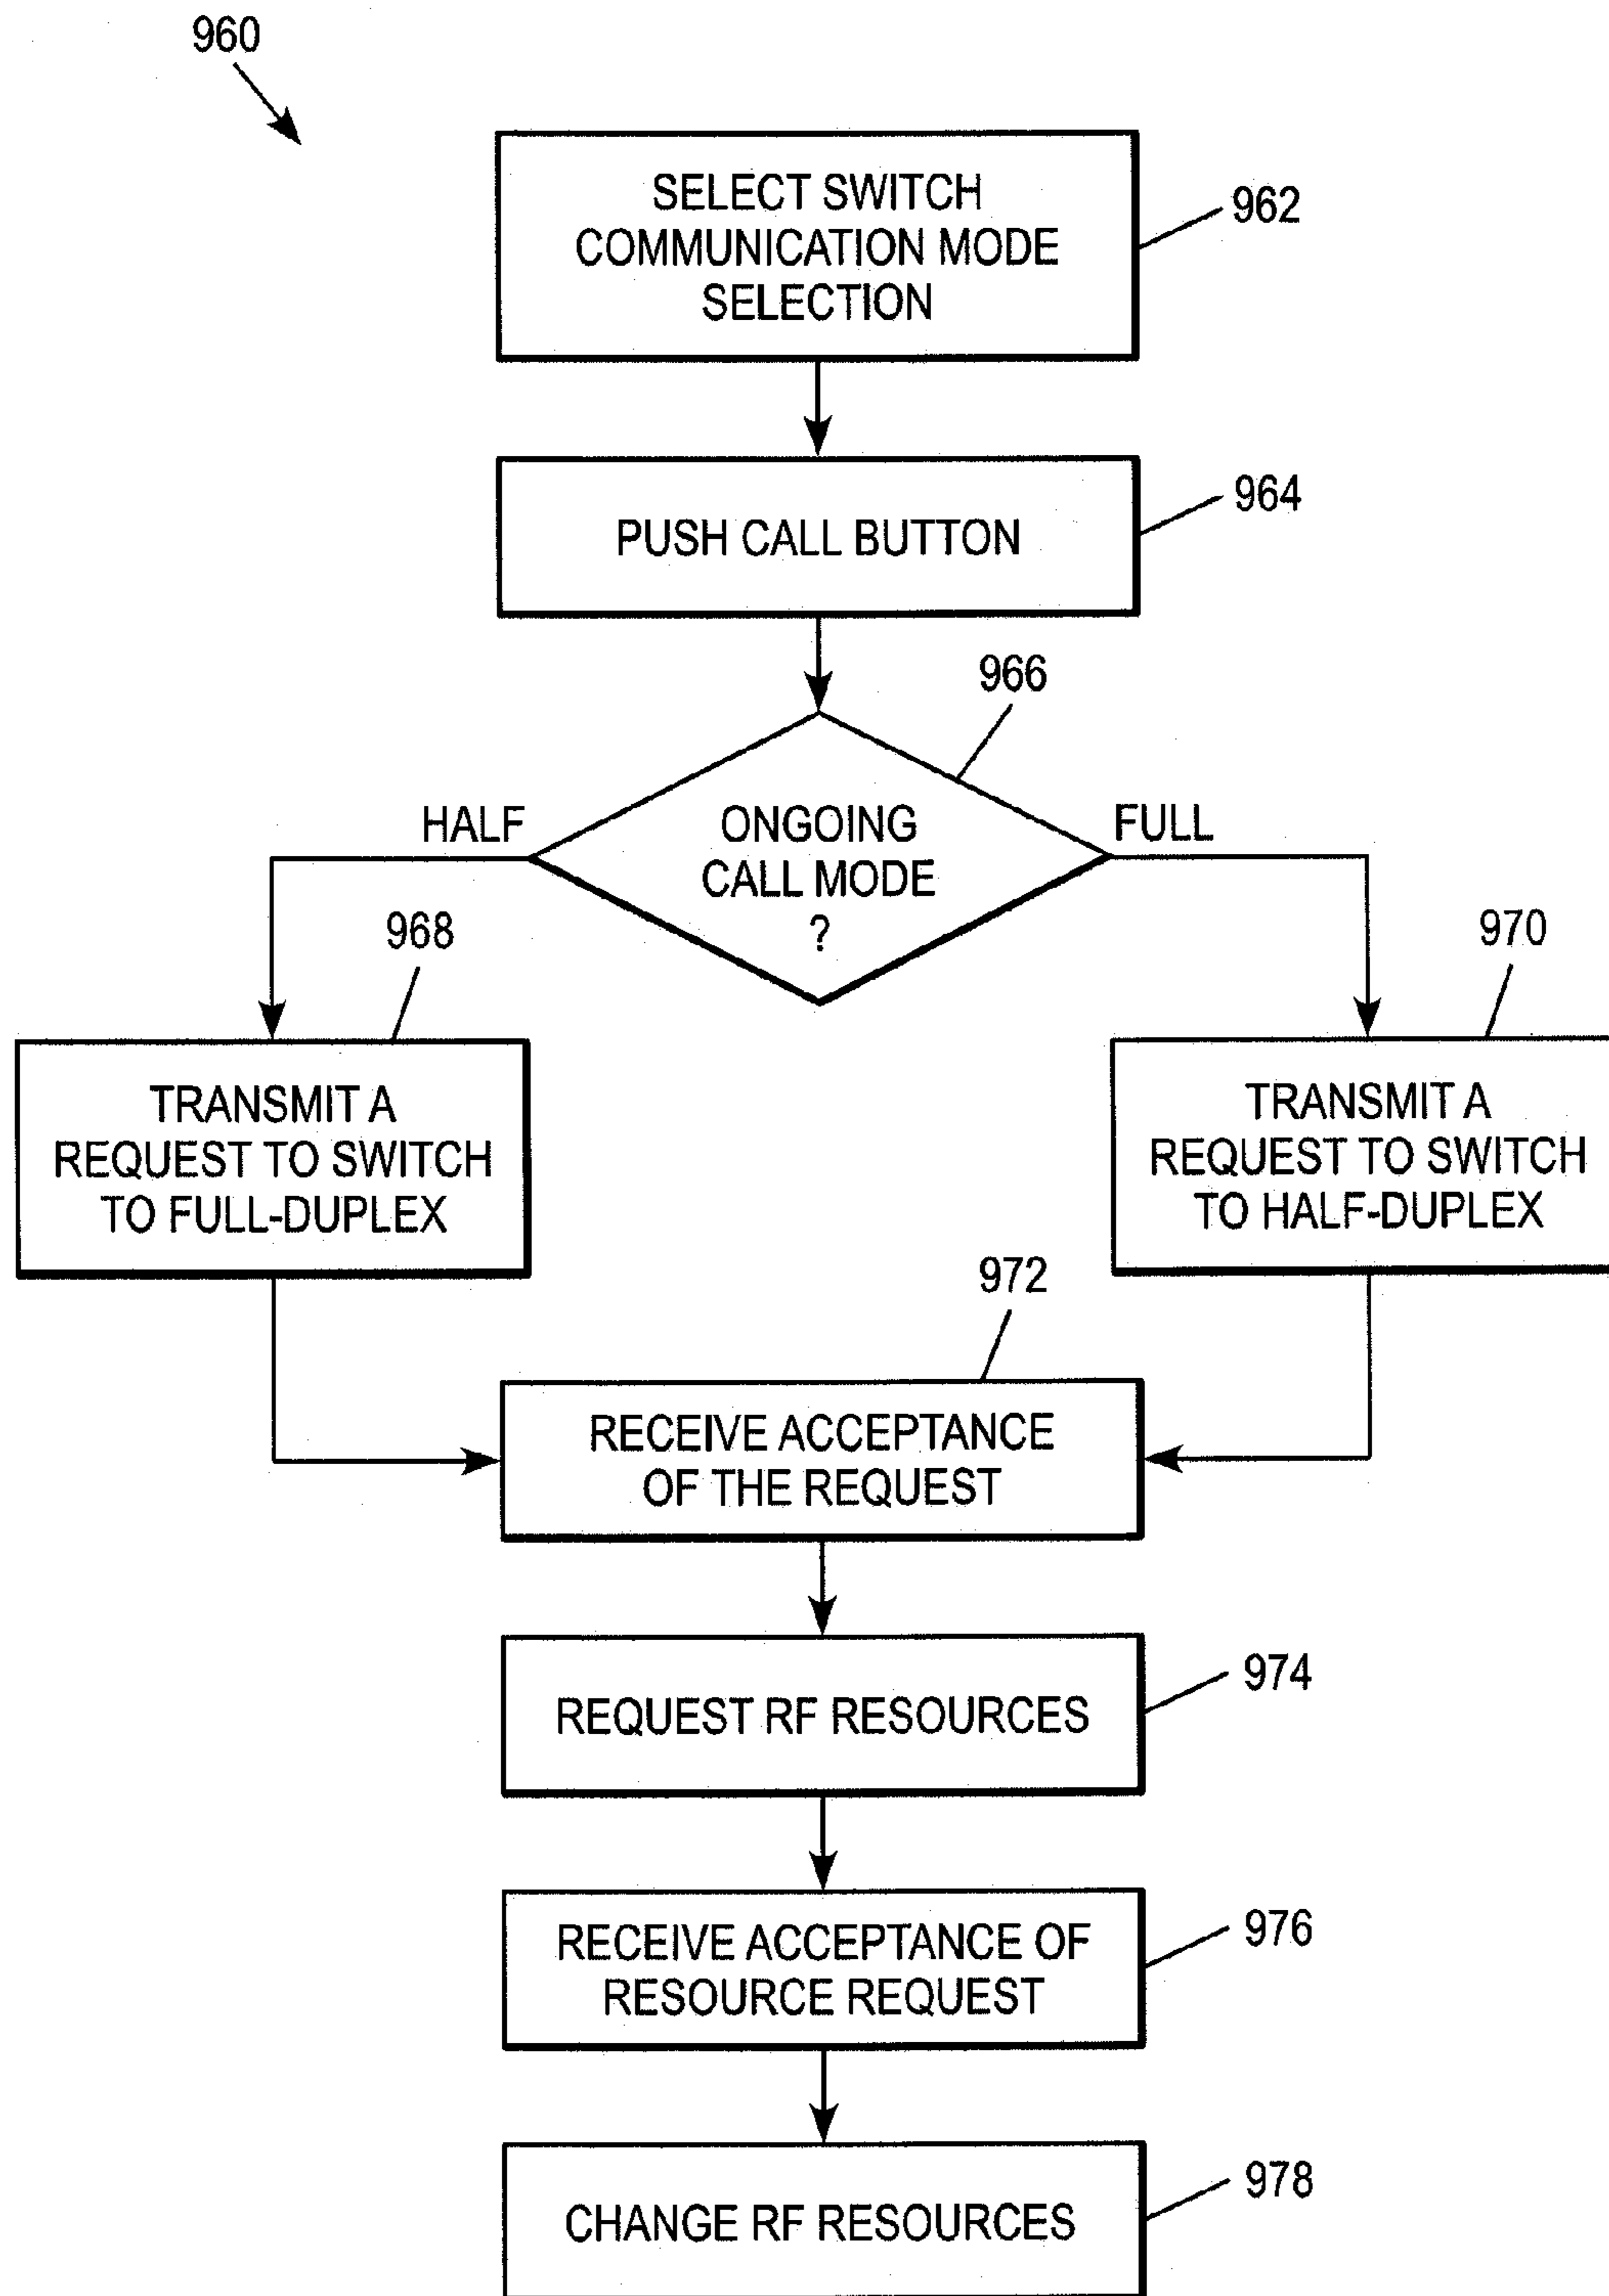 960
SELECT SWITCH
COMMUNICATION MODE
SELECTION
962
PUSH CALL BUTTON
964
966
HALF
ONGOING
CALL MODE
?
FULL
968
970
TRANSMIT A
REQUEST TO SWITCH
TO FULL-DUPLEX
TRANSMIT A
REQUEST TO SWITCH
TO HALF-DUPLEX
972
RECEIVE ACCEPTANCE
OF THE REQUEST
REQUEST RF RESOURCES
974
RECEIVE ACCEPTANCE OF
RESOURCE REQUEST
976
CHANGE RF RESOURCES
978